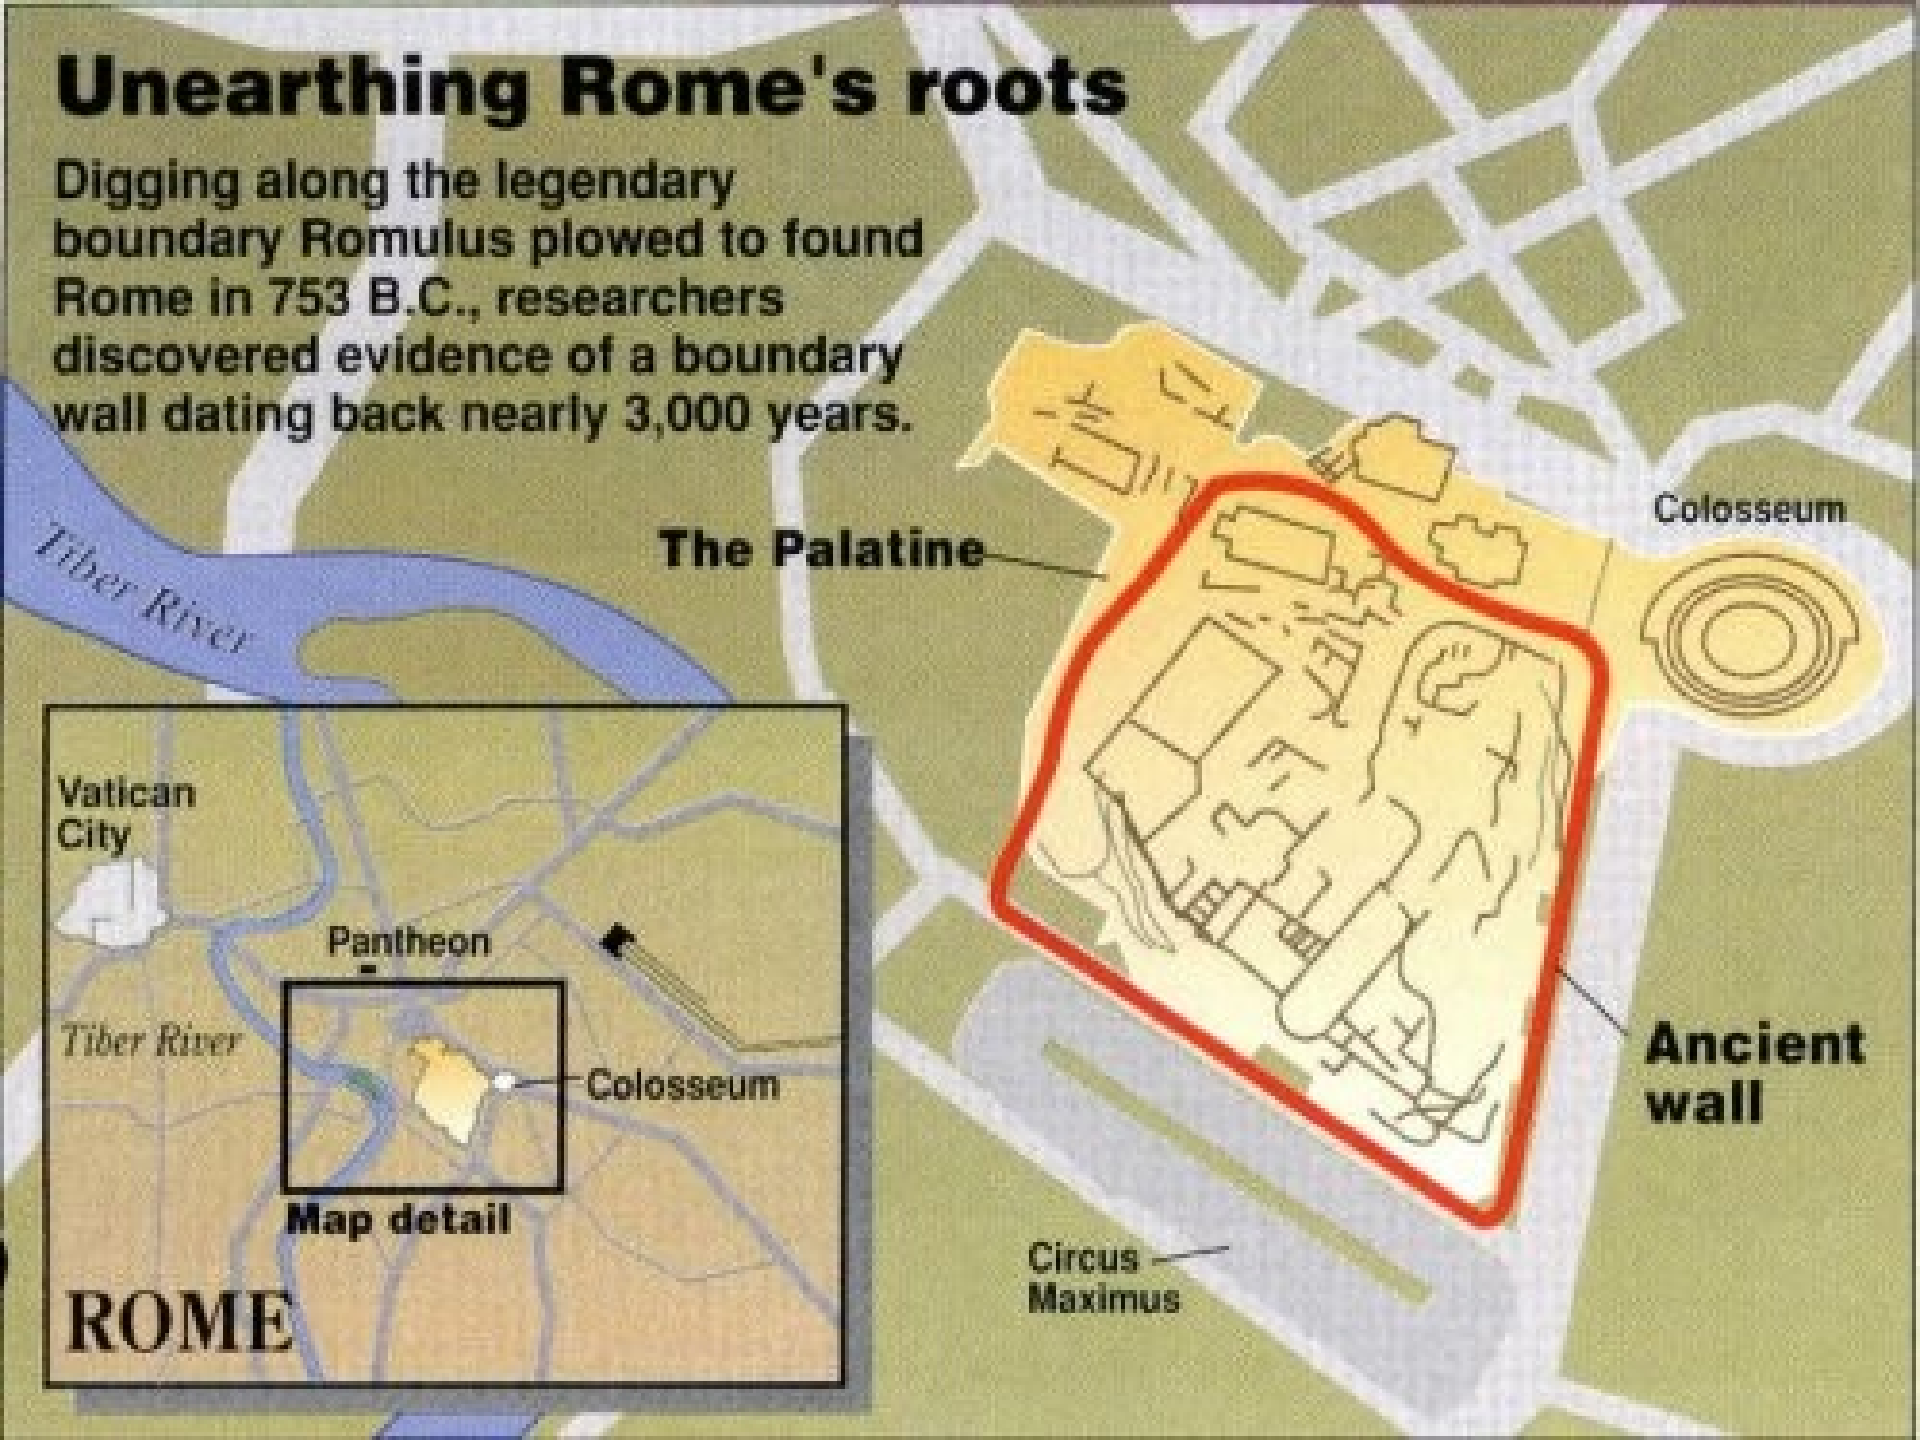 Unearthing Rome's roots
Digging along the legendary
boundary Romulus plowed to found
Rome in 753 B.C., researchers
discovered evidence of a boundary
wall dating back nearly 3,000 years.
Tiber River
The Palatine
Colosseum
Ancient
wall
Circus
Maximus
Vatican
City
Pantheon
Tiber River
Colosseum
Map detail
ROME